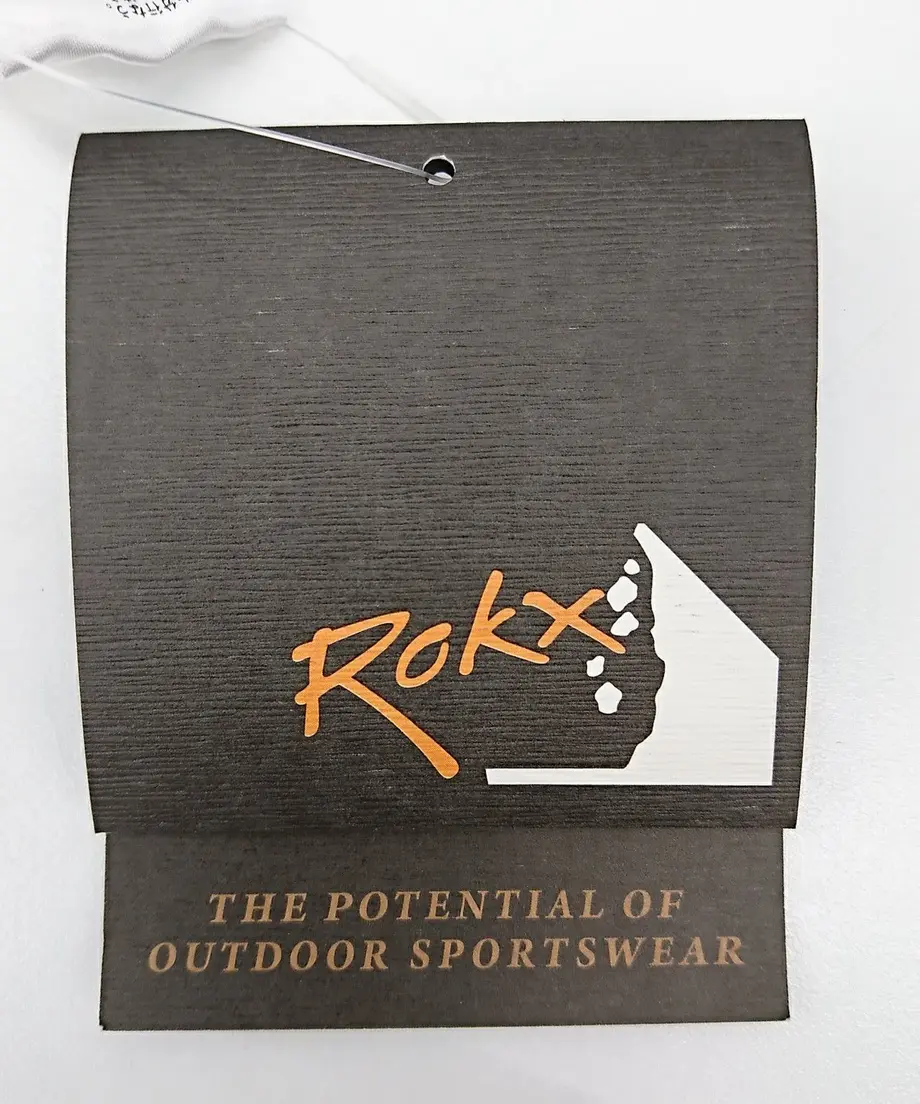 Rokx
THE POTENTIAL OF
OUTDOOR SPORTSWEAR